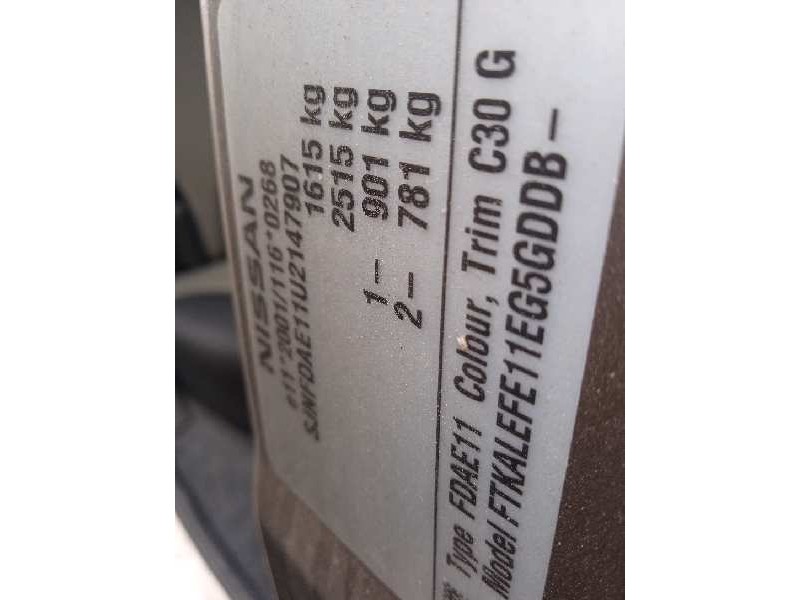 NISSAN
e11*2001/116*0268
SJNFDAE11U2147907
1615 kg
2515 kg
1– 901 kg
2– 781 kg
Type FDAE11 Colour, Trim C30 G
Model FTKALEFE11EG5GDDB–